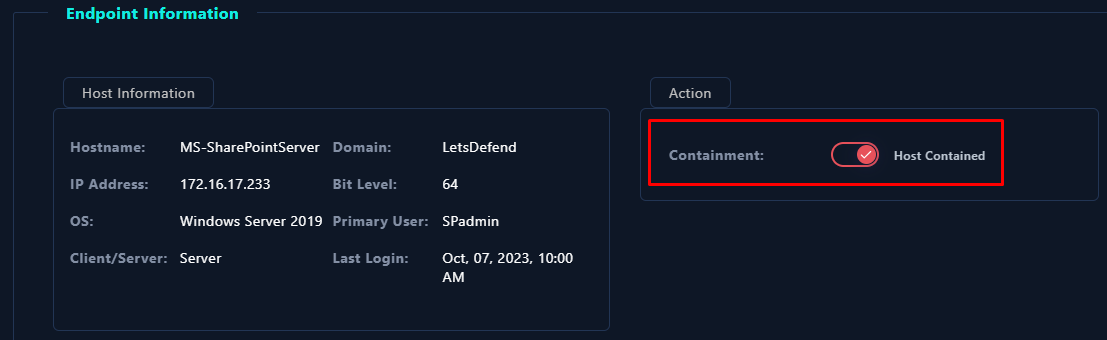 Endpoint Information
Host Information
Hostname: MS-SharePointServer Domain: LetsDefend
IP Address: 172.16.17.233 Bit Level: 64
OS: Windows Server 2019 Primary User: SPadmin
Client/Server: Server Last Login: Oct, 07, 2023, 10:00
AM
Action
Containment: Host Contained